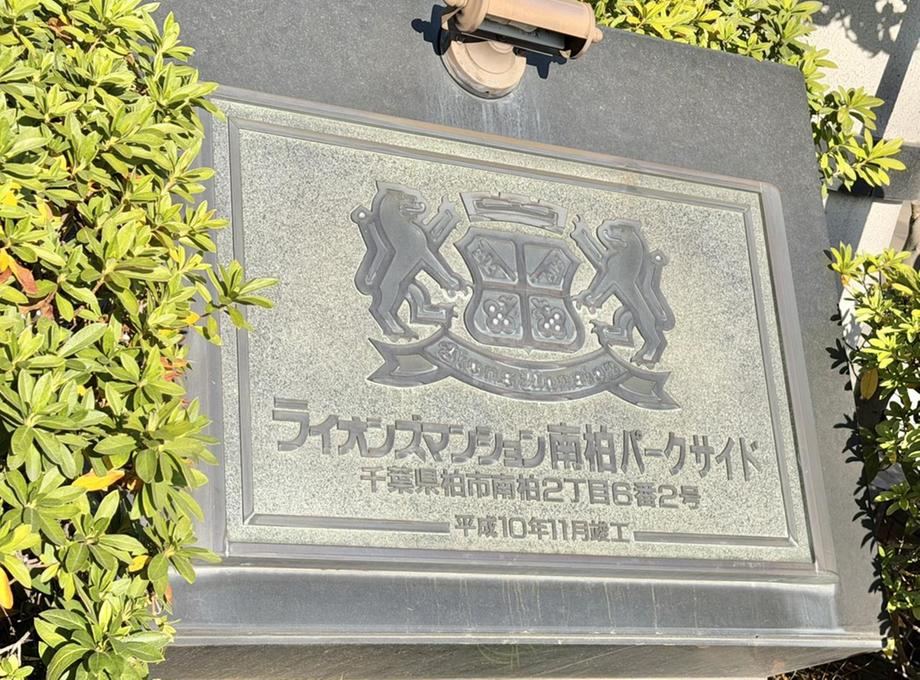 ライオンズマンション南柏パークサイド
千葉県柏市南柏2丁目6番2号
平成10年11月竣工